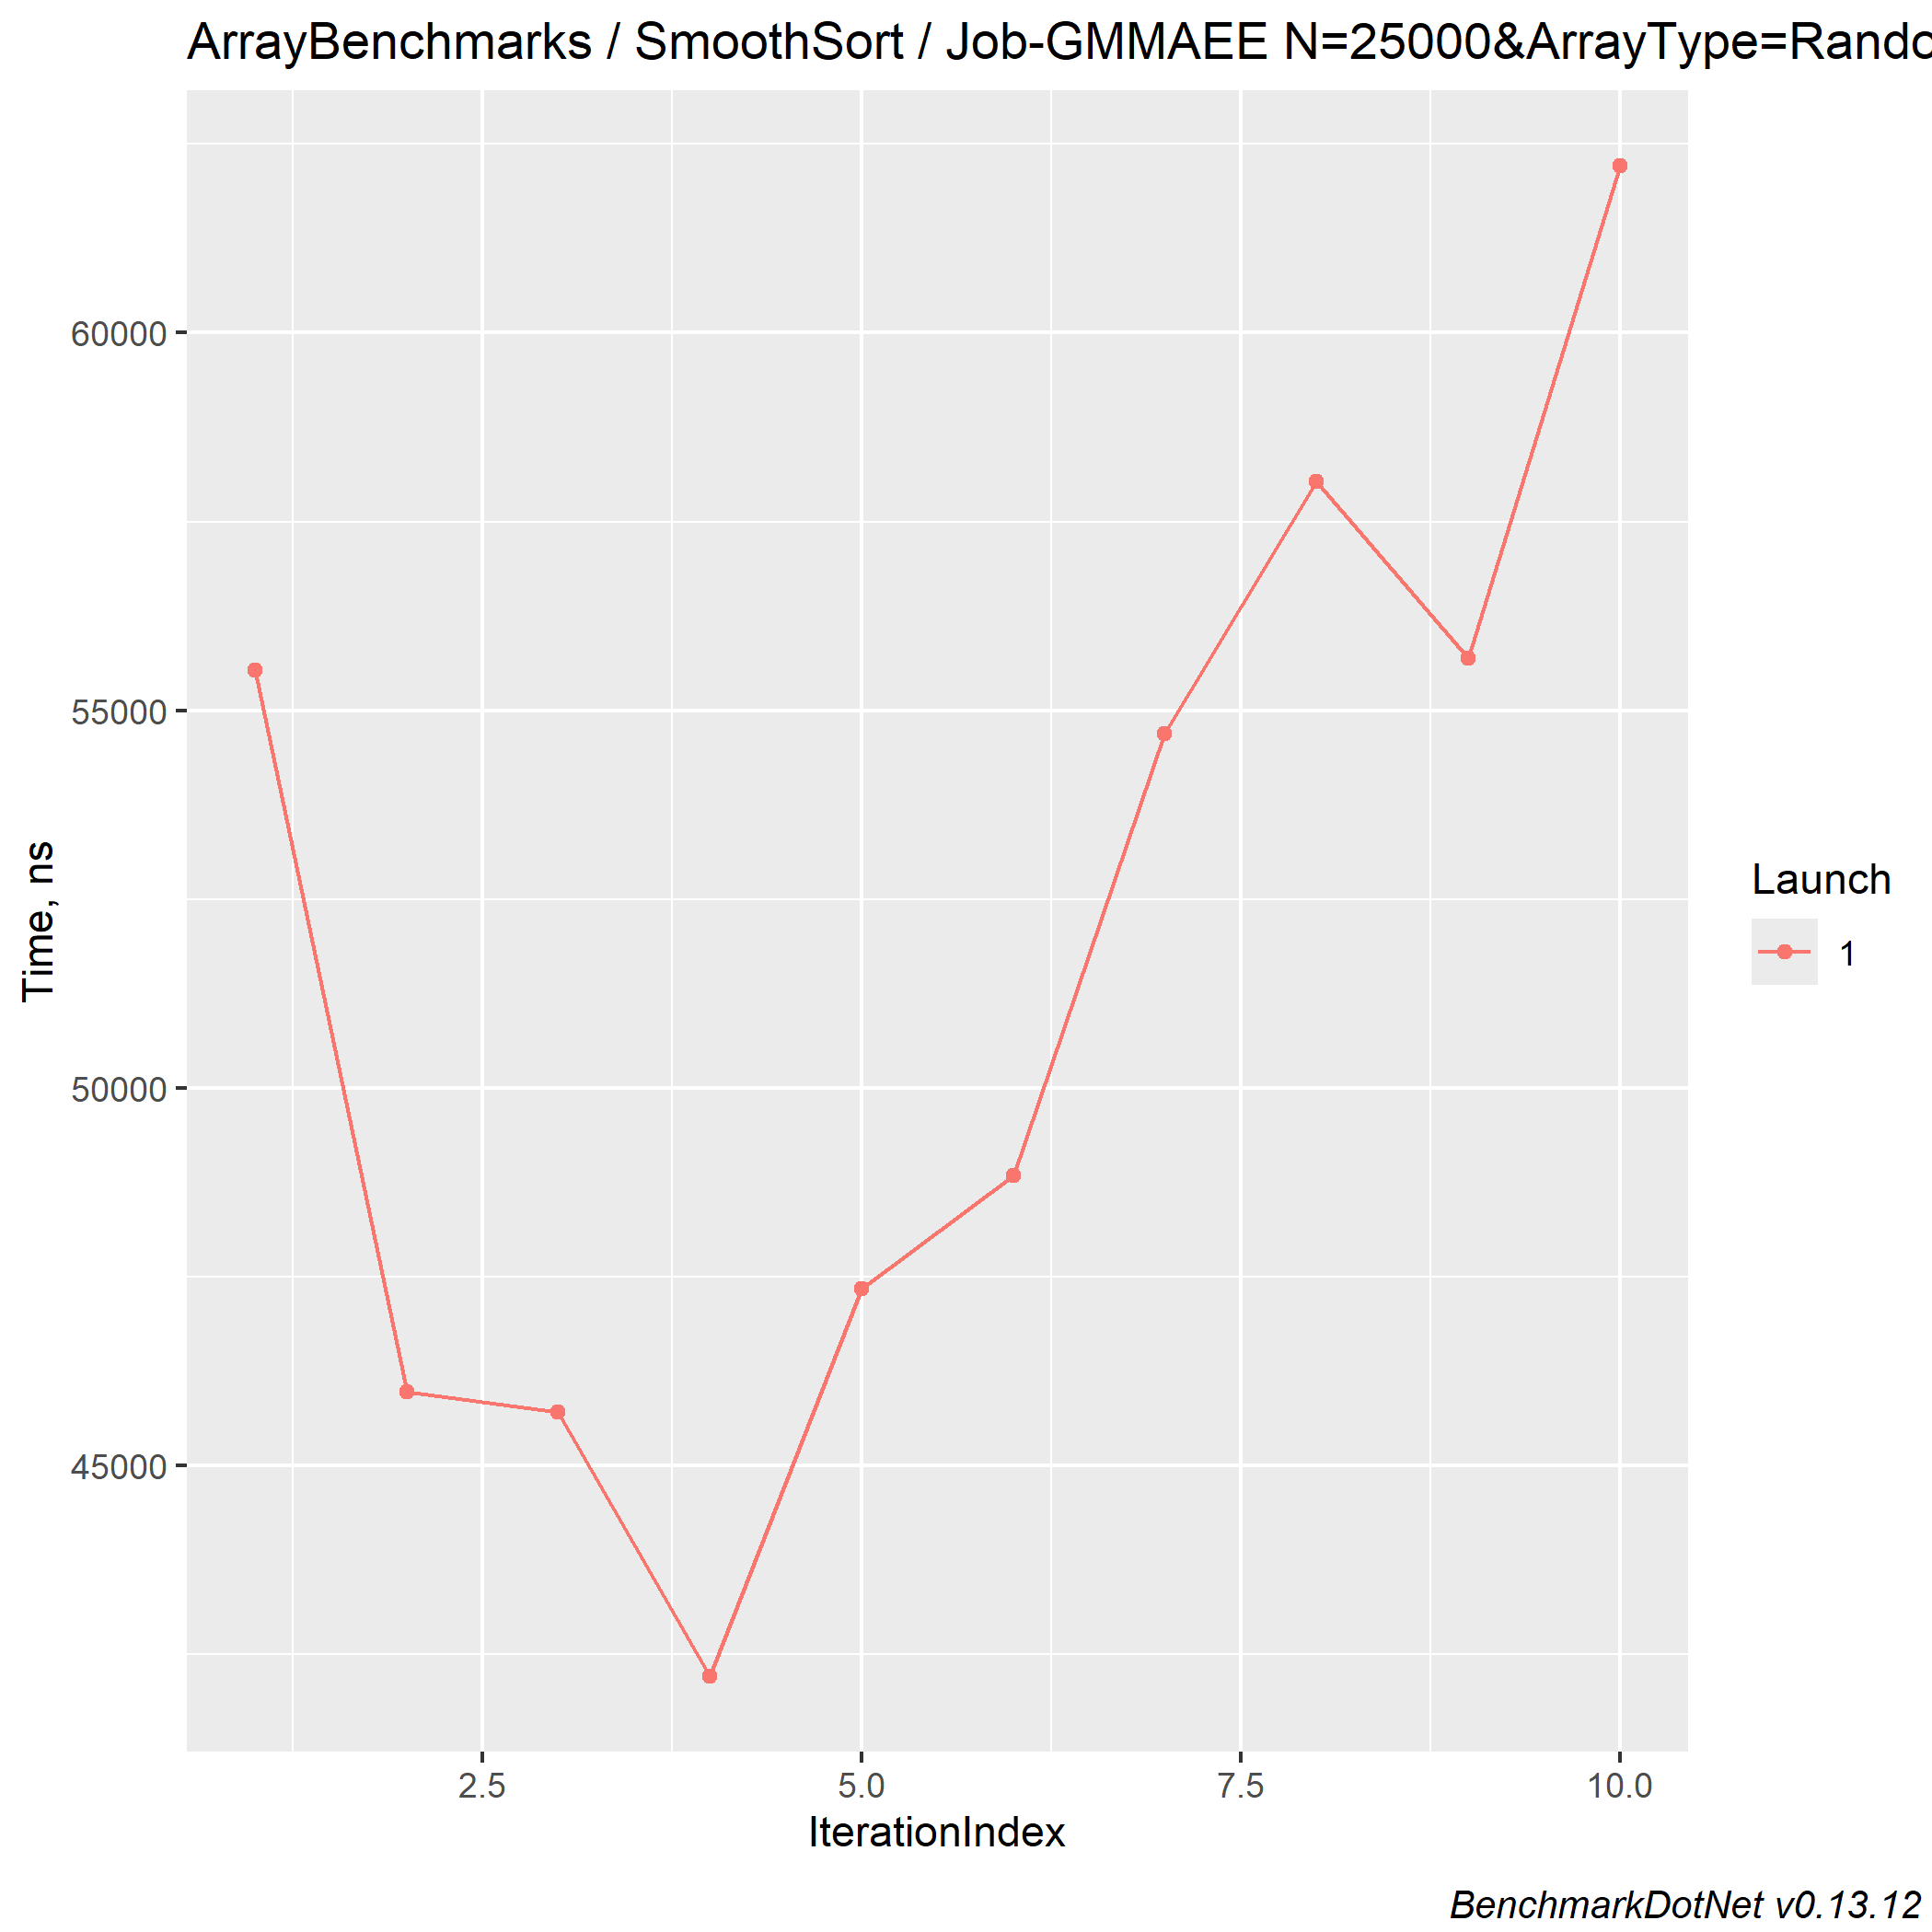 ArrayBenchmarks / SmoothSort / Job-GMMAEE N=25000&ArrayType=Rando
60000
55000
50000
45000
Time, ns
Launch
1
2.5 5.0 7.5 10.0
IterationIndex
BenchmarkDotNet v0.13.12